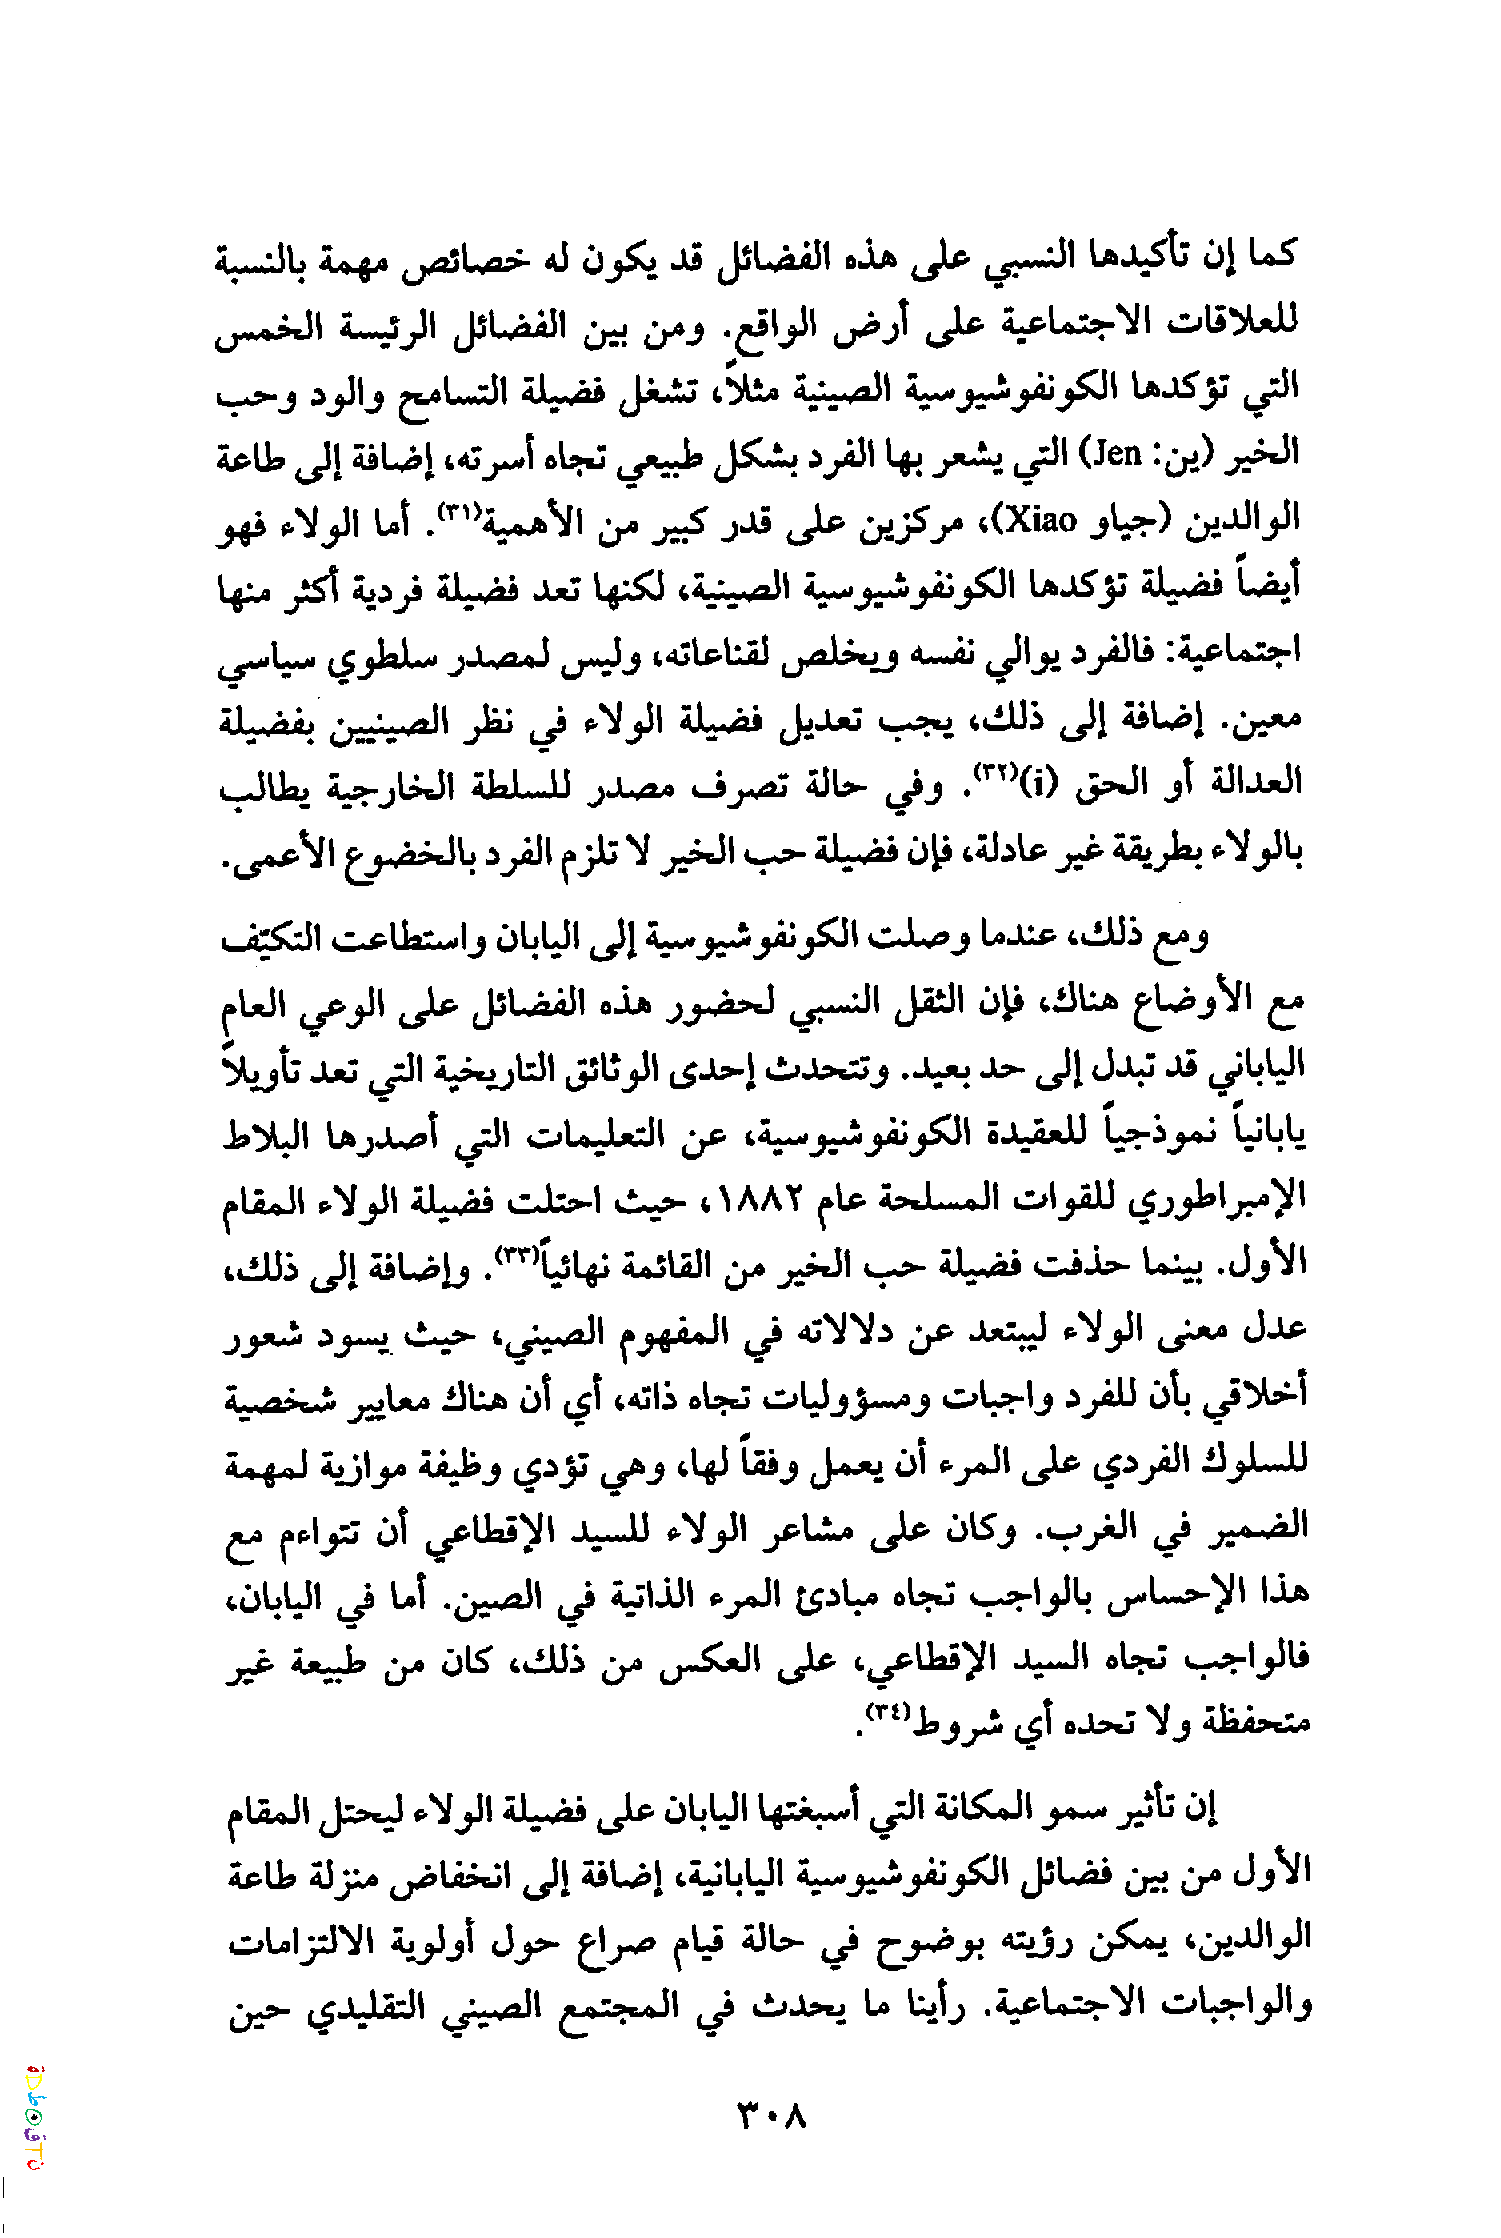 كما إن تأكيدها النسبي على هذه الفضائل قد يكون له خصائص مهمة بالنسبة
للعلاقات الاجتماعية على أرض الواقع. ومن بين الفضائل الرئيسة الخمس
التي تؤكدها الكونفوشيوسية الصينية مثلاً، تشغل فضيلة التسامح والود وحب
الخير (ين: Jen) التي يشعر بها الفرد بشكل طبيعي تجاه أسرته، إضافة إلى طاعة
الوالدين (جياو Xiao)، مركزين على قدر كبير من الأهمية(٣١). أما الولاء فهو
أيضاً فضيلة تؤكدها الكونفوشيوسية الصينية، لكنها تعد فضيلة فردية أكثر منها
اجتماعية: فالفرد يوالي نفسه ويخلص لقناعاته، وليس لمصدر سلطوي سياسي
معين. إضافة إلى ذلك، يجب تعديل فضيلة الولاء في نظر الصينيين بفضيلة
العدالة أو الحق (i)(٣٢). وفي حالة تصرف مصدر للسلطة الخارجية يطالب
بالولاء بطريقة غير عادلة، فإن فضيلة حب الخير لا تلزم الفرد بالخضوع الأعمى.
ومع ذلك، عندما وصلت الكونفوشيوسية إلى اليابان واستطاعت التكيّف
مع الأوضاع هناك، فإن الثقل النسبي لحضور هذه الفضائل على الوعي العام
الياباني قد تبدل إلى حد بعيد. وتتحدث إحدى الوثائق التاريخية التي تعد تأويلاً
يابانياً نموذجياً للعقيدة الكونفوشيوسية، عن التعليمات التي أصدرها البلاط
الإمبراطوري للقوات المسلحة عام ١٨٨٢، حيث احتلت فضيلة الولاء المقام
الأول. بينما حذفت فضيلة حب الخير من القائمة نهائياً(٣٣). وإضافة إلى ذلك،
عدل معنى الولاء ليبتعد عن دلالاته في المفهوم الصيني، حيث يسود شعور
أخلاقي بأن للفرد واجبات ومسؤوليات تجاه ذاته، أي أن هناك معايير شخصية
للسلوك الفردي على المرء أن يعمل وفقاً لها، وهي تؤدي وظيفة موازية لمهمة
الضمير في الغرب. وكان على مشاعر الولاء للسيد الإقطاعي أن تتواءم مع
هذا الإحساس بالواجب تجاه مبادئ المرء الذاتية في الصين. أما في اليابان،
فالواجب تجاه السيد الإقطاعي، على العكس من ذلك، كان من طبيعة غير
متحفظة ولا تحده أي شروط(٣٤).
إن تأثير سمو المكانة التي أسبغتها اليابان على فضيلة الولاء ليحتل المقام
الأول من بين فضائل الكونفوشيوسية اليابانية، إضافة إلى انخفاض منزلة طاعة
الوالدين، يمكن رؤيته بوضوح في حالة قيام صراع حول أولوية الالتزامات
والواجبات الاجتماعية. رأينا ما يحدث في المجتمع الصيني التقليدي حين
٣٠٨